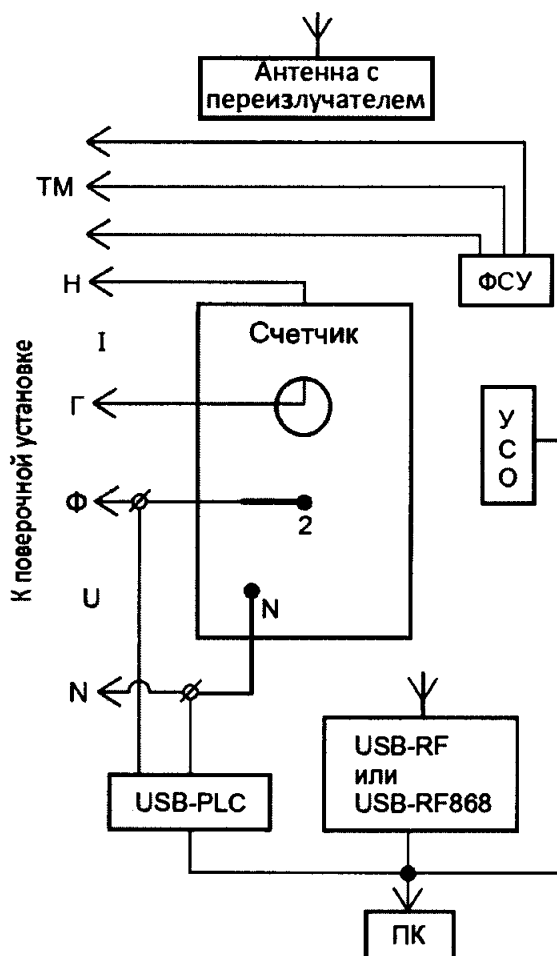 Антенна с
переизлучателем
ТМ
ФСУ
Н
Счетчик
I
Г
У
С
О
К поверочной установке
Ф
2
U
N
N
USB-RF
или
USB-RF868
USB-PLC
ПК